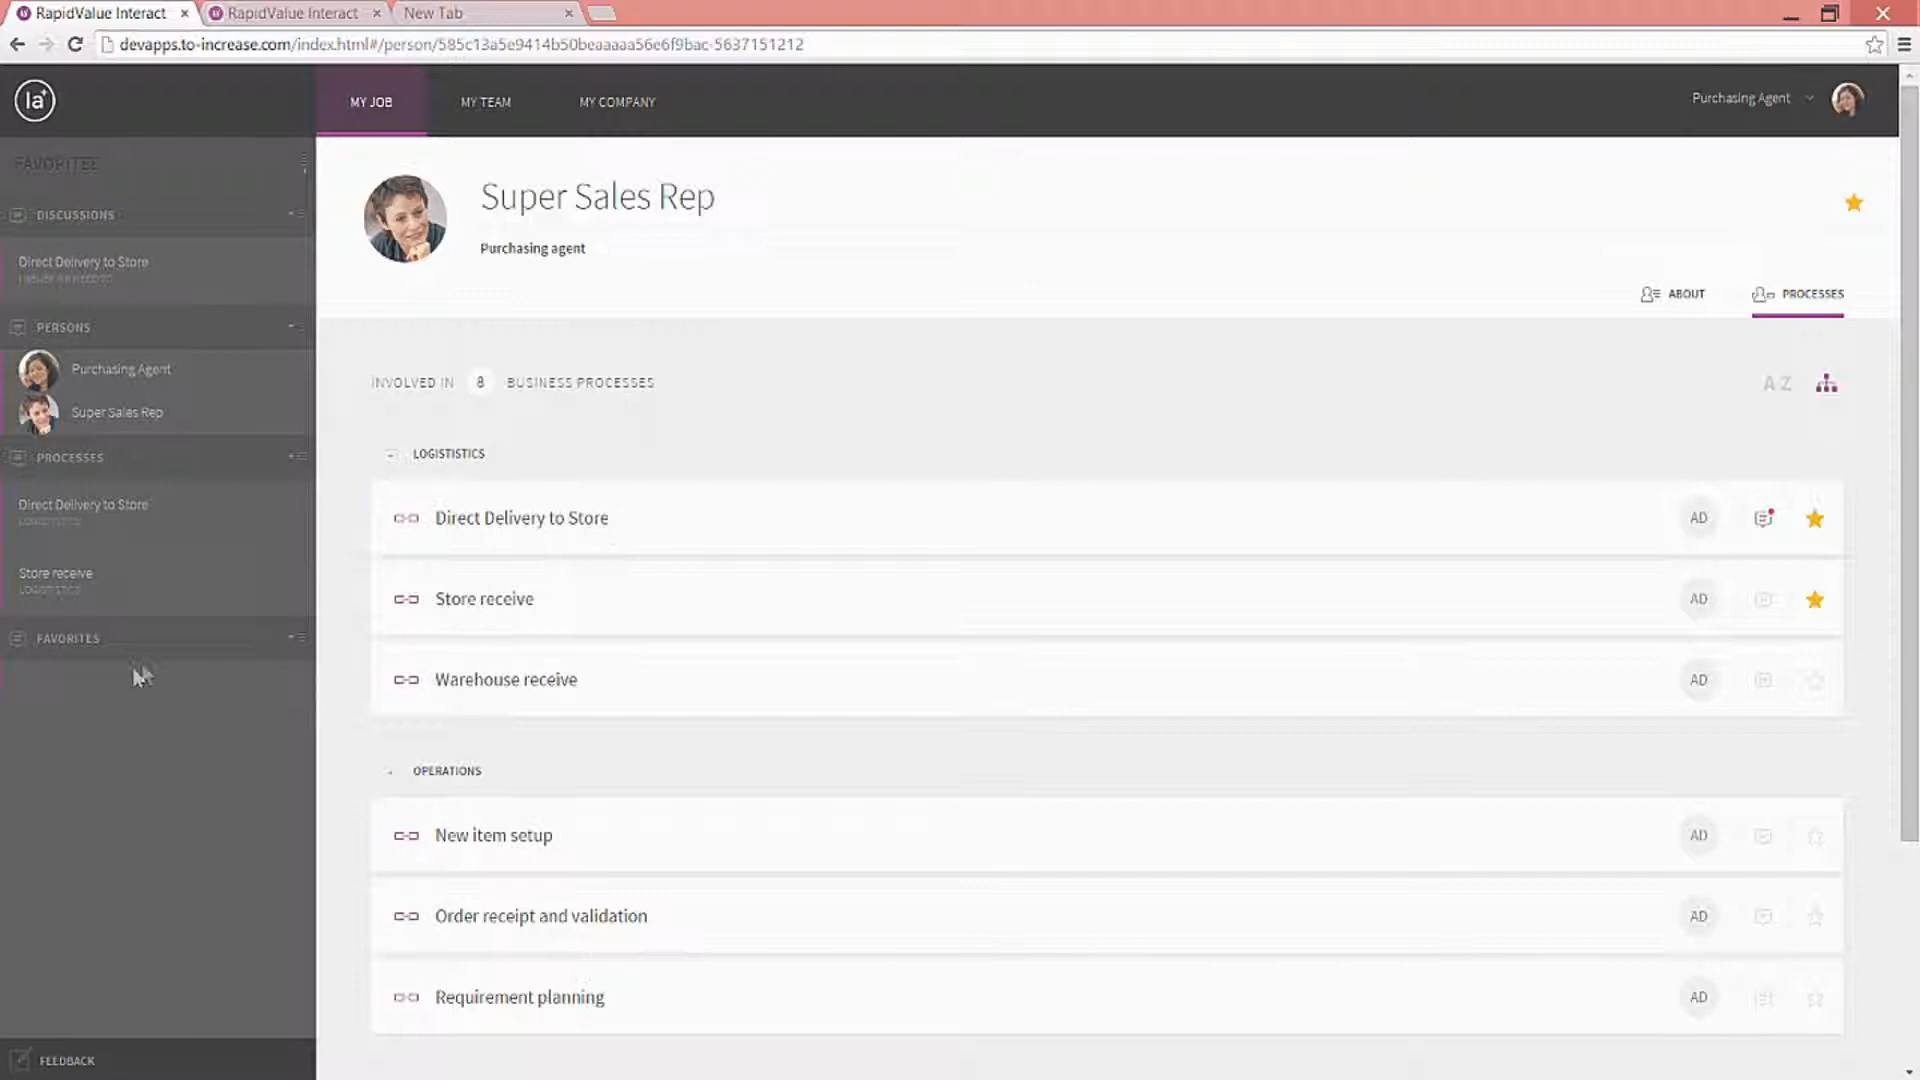 RapidValue Interact
RapidValue Interact
New Tab
devapps.to-increase.com/index.html#/person/585c13a5e9414b50beaaaaa56e6f9bac-5637151212
la+
MY JOB
MY TEAM
MY COMPANY
Purchasing Agent
DISCUSSIONS
Direct Delivery to Store
PERSONS
Purchasing Agent
Super Sales Rep
PROCESSES
Direct Delivery to Store
LOGISTISTICS
Store receive
LOGISTISTICS
FAVORITES
FEEDBACK
Super Sales Rep
Purchasing agent
ABOUT
PROCESSES
INVOLVED IN 8 BUSINESS PROCESSES
A-Z
LOGISTISTICS
Direct Delivery to Store
AD
Store receive
AD
Warehouse receive
AD
OPERATIONS
New item setup
AD
Order receipt and validation
AD
Requirement planning
AD